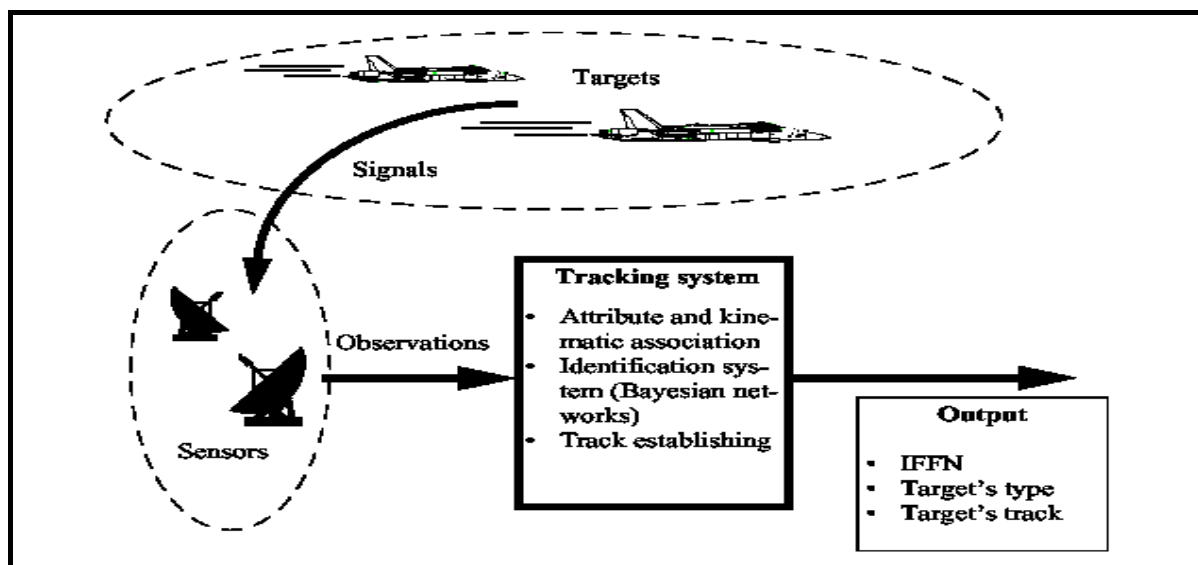 Targets
Signals
Sensors
Observations
Tracking system
• Attribute and kine-
matic association
• Identification sys-
tem (Bayesian net-
works)
• Track establishing
Output
• IFFN
• Target's type
• Target's track